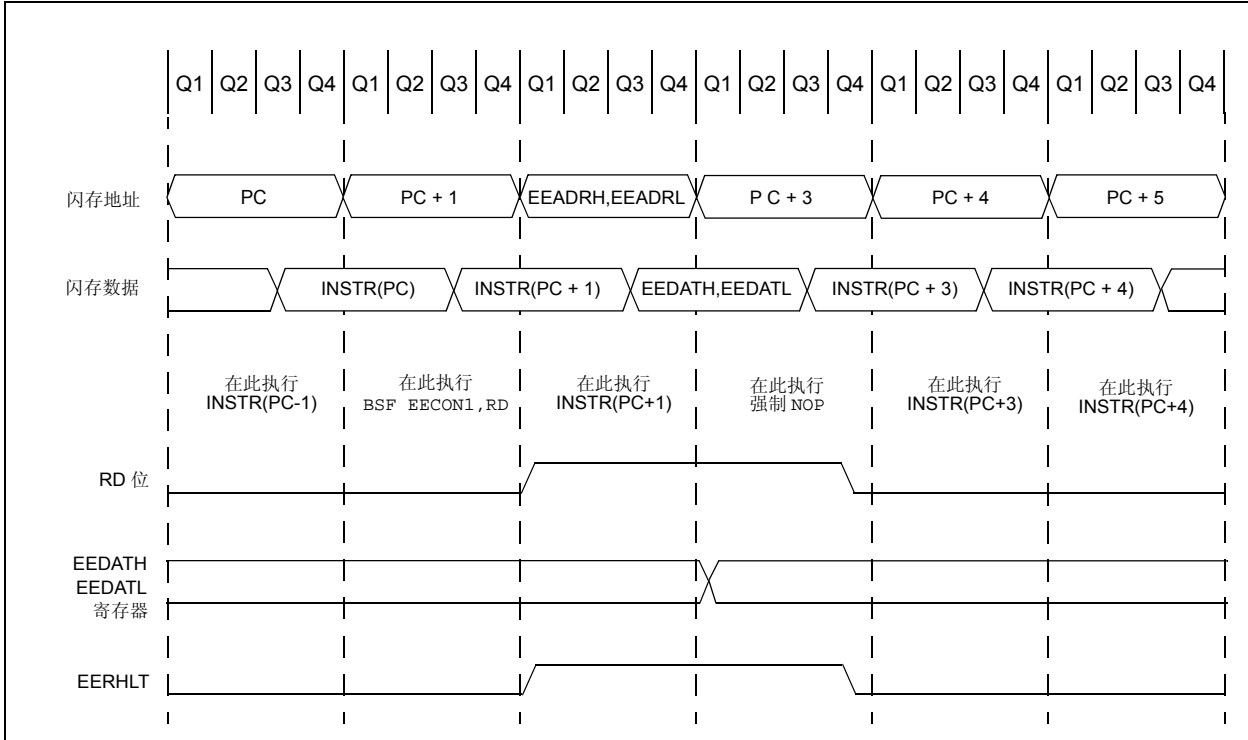 Q1 Q2 Q3 Q4 Q1 Q2 Q3 Q4 Q1 Q2 Q3 Q4 Q1 Q2 Q3 Q4 Q1 Q2 Q3 Q4 Q1 Q2 Q3 Q4
闪存地址 PC PC + 1 EEADRH,EEADRL P C + 3 PC + 4 PC + 5
闪存数据 INSTR(PC) INSTR(PC + 1) EEDATH,EEDATL INSTR(PC + 3) INSTR(PC + 4)
在此执行 在此执行 在此执行 在此执行 在此执行 在此执行
INSTR(PC-1) BSF EECON1,RD INSTR(PC+1) 强制 NOP INSTR(PC+3) INSTR(PC+4)
RD 位
EEDATH
EEDATL
寄存器
EERHLT